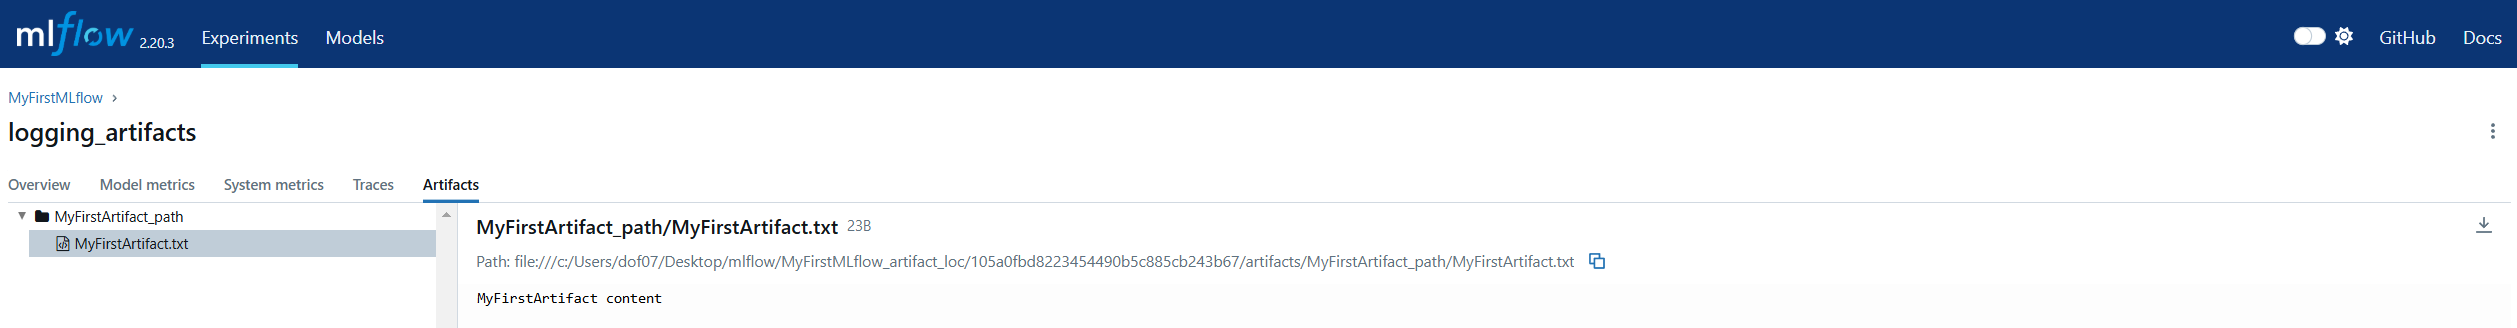 mlflow 2.20.3 Experiments Models GitHub Docs
MyFirstMLflow ›
logging_artifacts
Overview Model metrics System metrics Traces Artifacts
MyFirstArtifact_path
MyFirstArtifact.txt
MyFirstArtifact_path/MyFirstArtifact.txt 23B
Path: file:///c:/Users/dof07/Desktop/mlflow/MyFirstMLflow_artifact_loc/105a0fbd8223454490b5c885cb243b67/artifacts/MyFirstArtifact_path/MyFirstArtifact.txt
MyFirstArtifact content